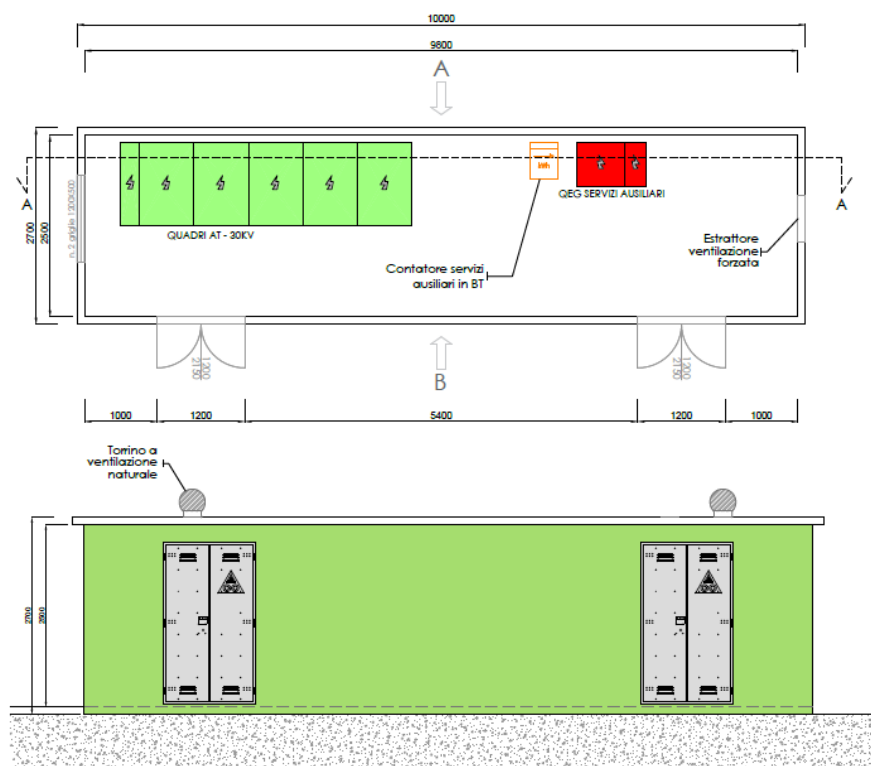 10000
9800
A
A
A
2700
2500
n. 2 griglie 1200X500
QUADRI AT - 30KV
kWh
QEG SERVIZI AUSILIARI
Contatore servizi
ausiliari in BT
Estrattore
ventilazione
forzata
1200
2150
1200
2150
B
1000
1200
5400
1200
1000
Torrino a
ventilazione
naturale
2700